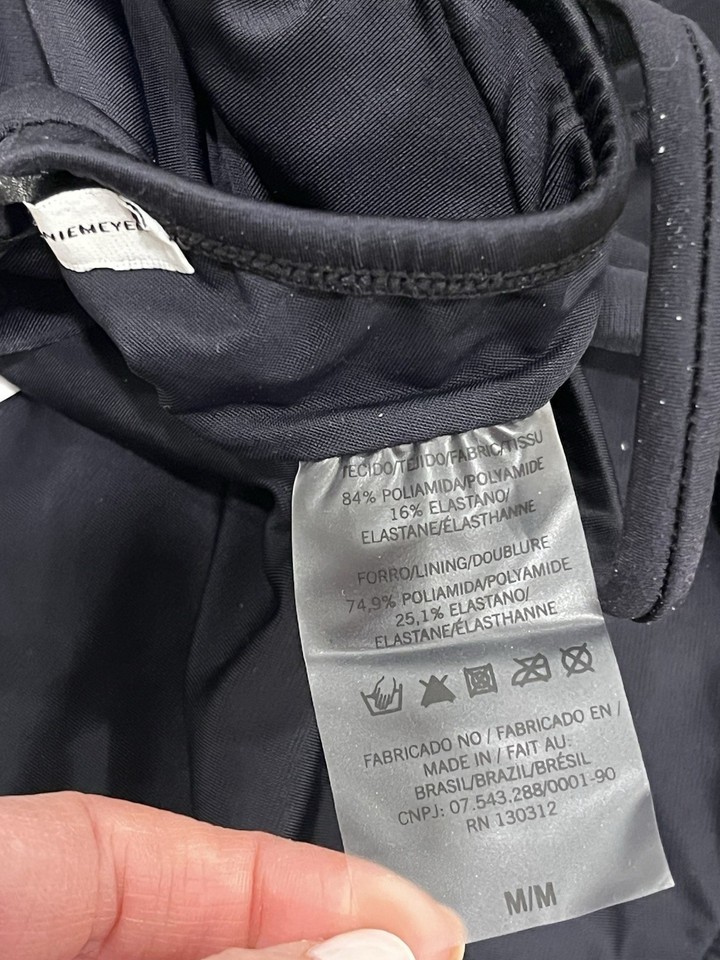 NIEMEYE
TECIDO/TEJIDO/FABRIC/TISSU
84% POLIAMIDA/POLYAMIDE
16% ELASTANO/
ELASTANE/ÉLASTHANNE
FORRO/LINING/DOUBLURE
74,9% POLIAMIDA/POLYAMIDE
25,1% ELASTANO/
ELASTANE/ÉLASTHANNE
FABRICADO NO / FABRICADO EN /
MADE IN / FAIT AU:
BRASIL/BRAZIL/BRÉSIL
CNPJ: 07.543.288/0001-90
RN 130312
M/M